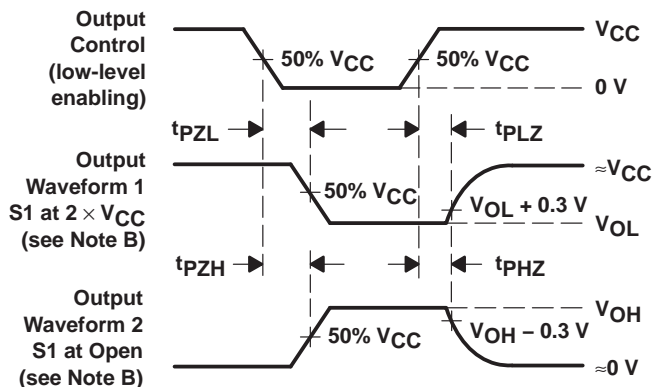 Output
Control
(low-level
enabling)
50% VCC
50% VCC
VCC
0 V
tPZL
tPLZ
Output
Waveform 1
S1 at 2 × VCC
(see Note B)
50% VCC
VOL + 0.3 V
≈VCC
VOL
tPZH
tPHZ
Output
Waveform 2
S1 at Open
(see Note B)
50% VCC
VOH − 0.3 V
VOH
≈0 V